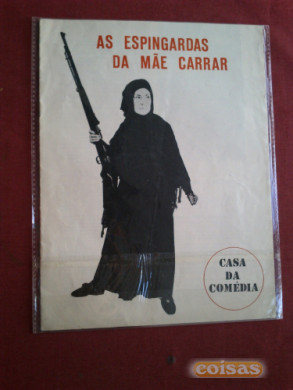 AS ESPINGARDAS
DA MÃE CARRAR
CASA
DA
COMÉDIA
coisas